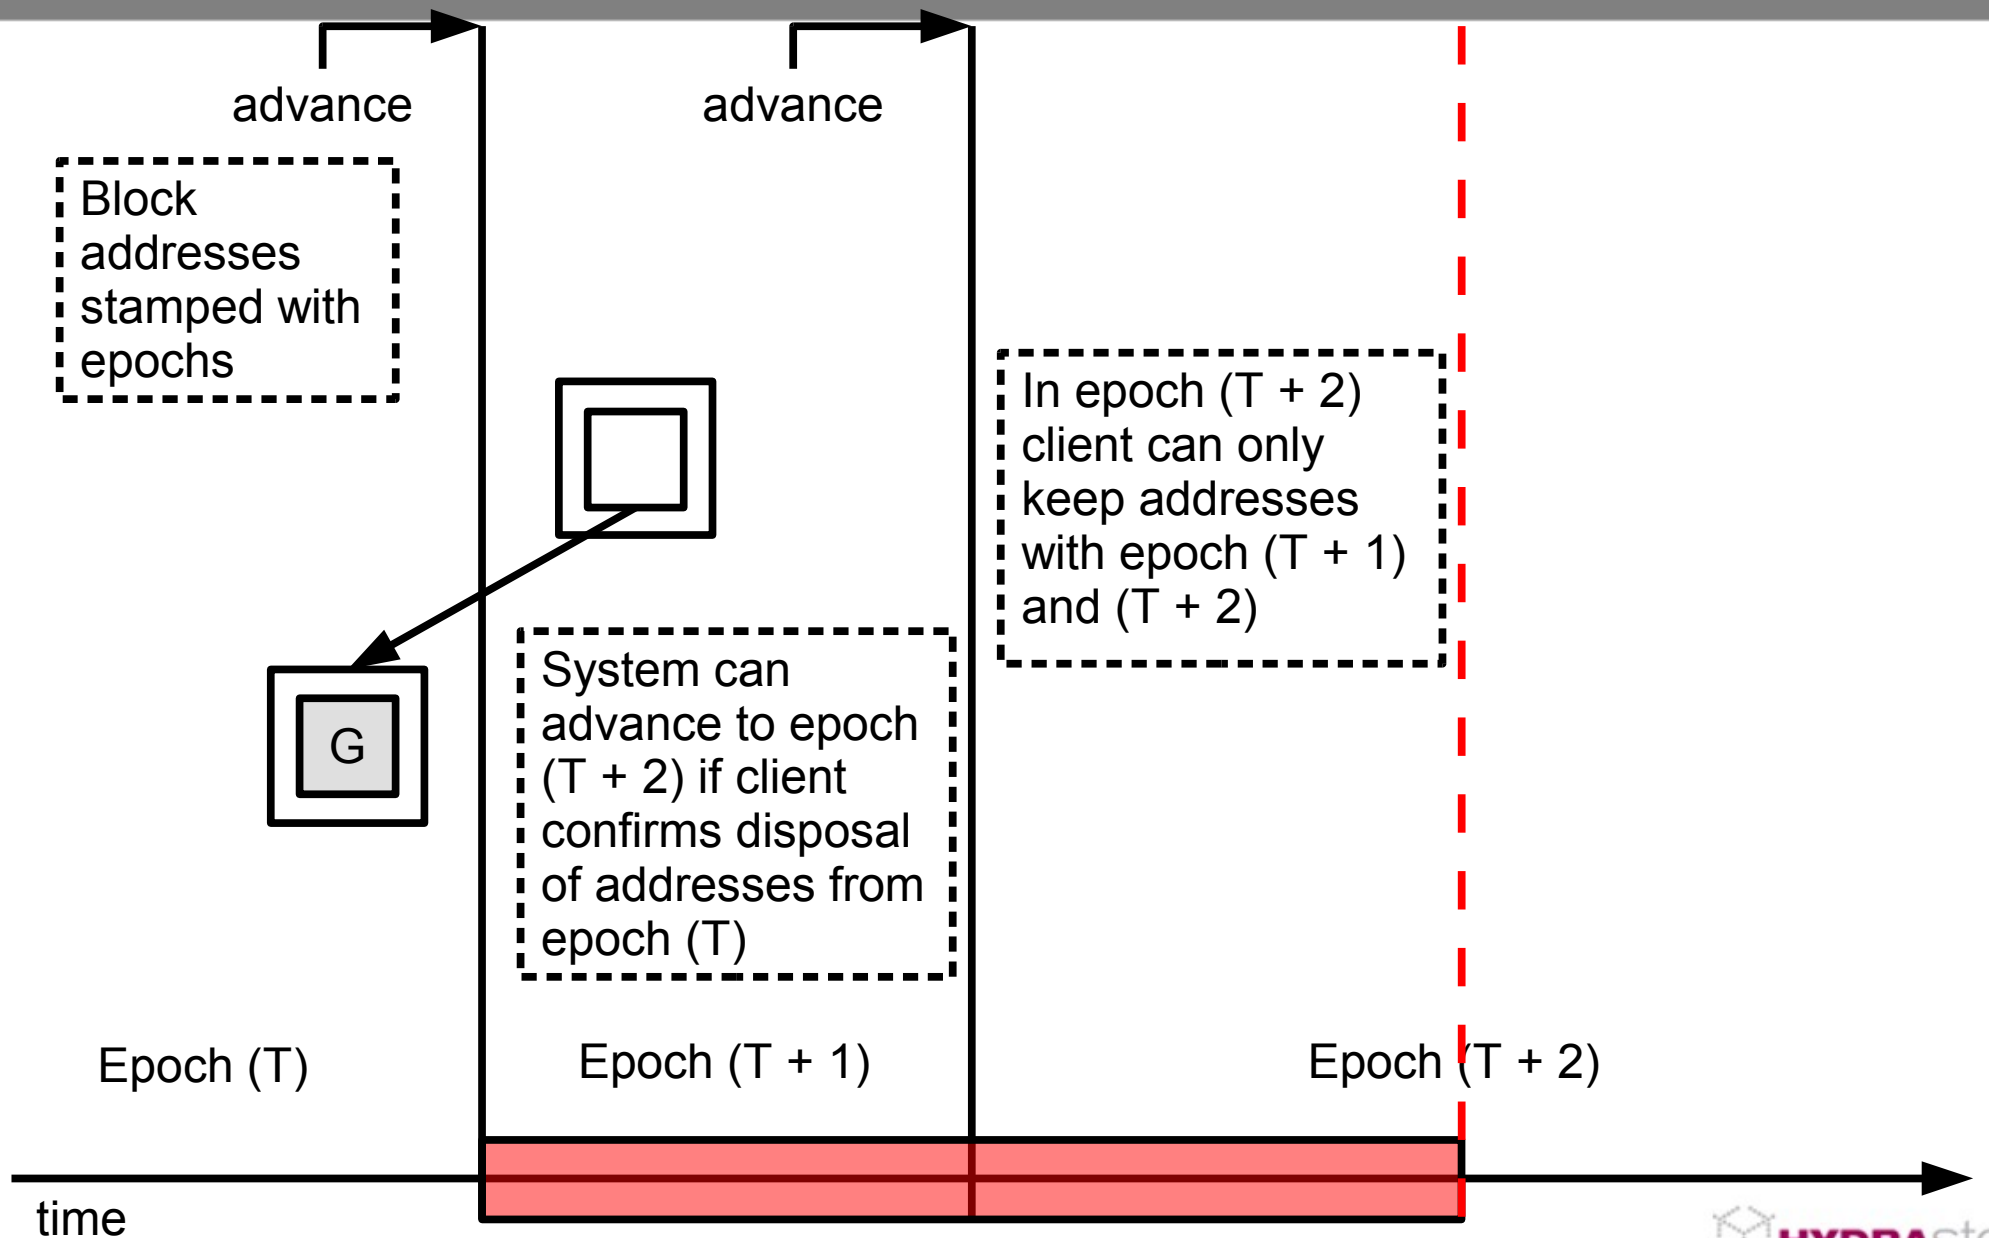 advance
advance
Block
addresses
stamped with
epochs
In epoch (T + 2)
client can only
keep addresses
with epoch (T + 1)
and (T + 2)
System can
advance to epoch
(T + 2) if client
confirms disposal
of addresses from
epoch (T)
G
Epoch (T)
Epoch (T + 1)
Epoch (T + 2)
time